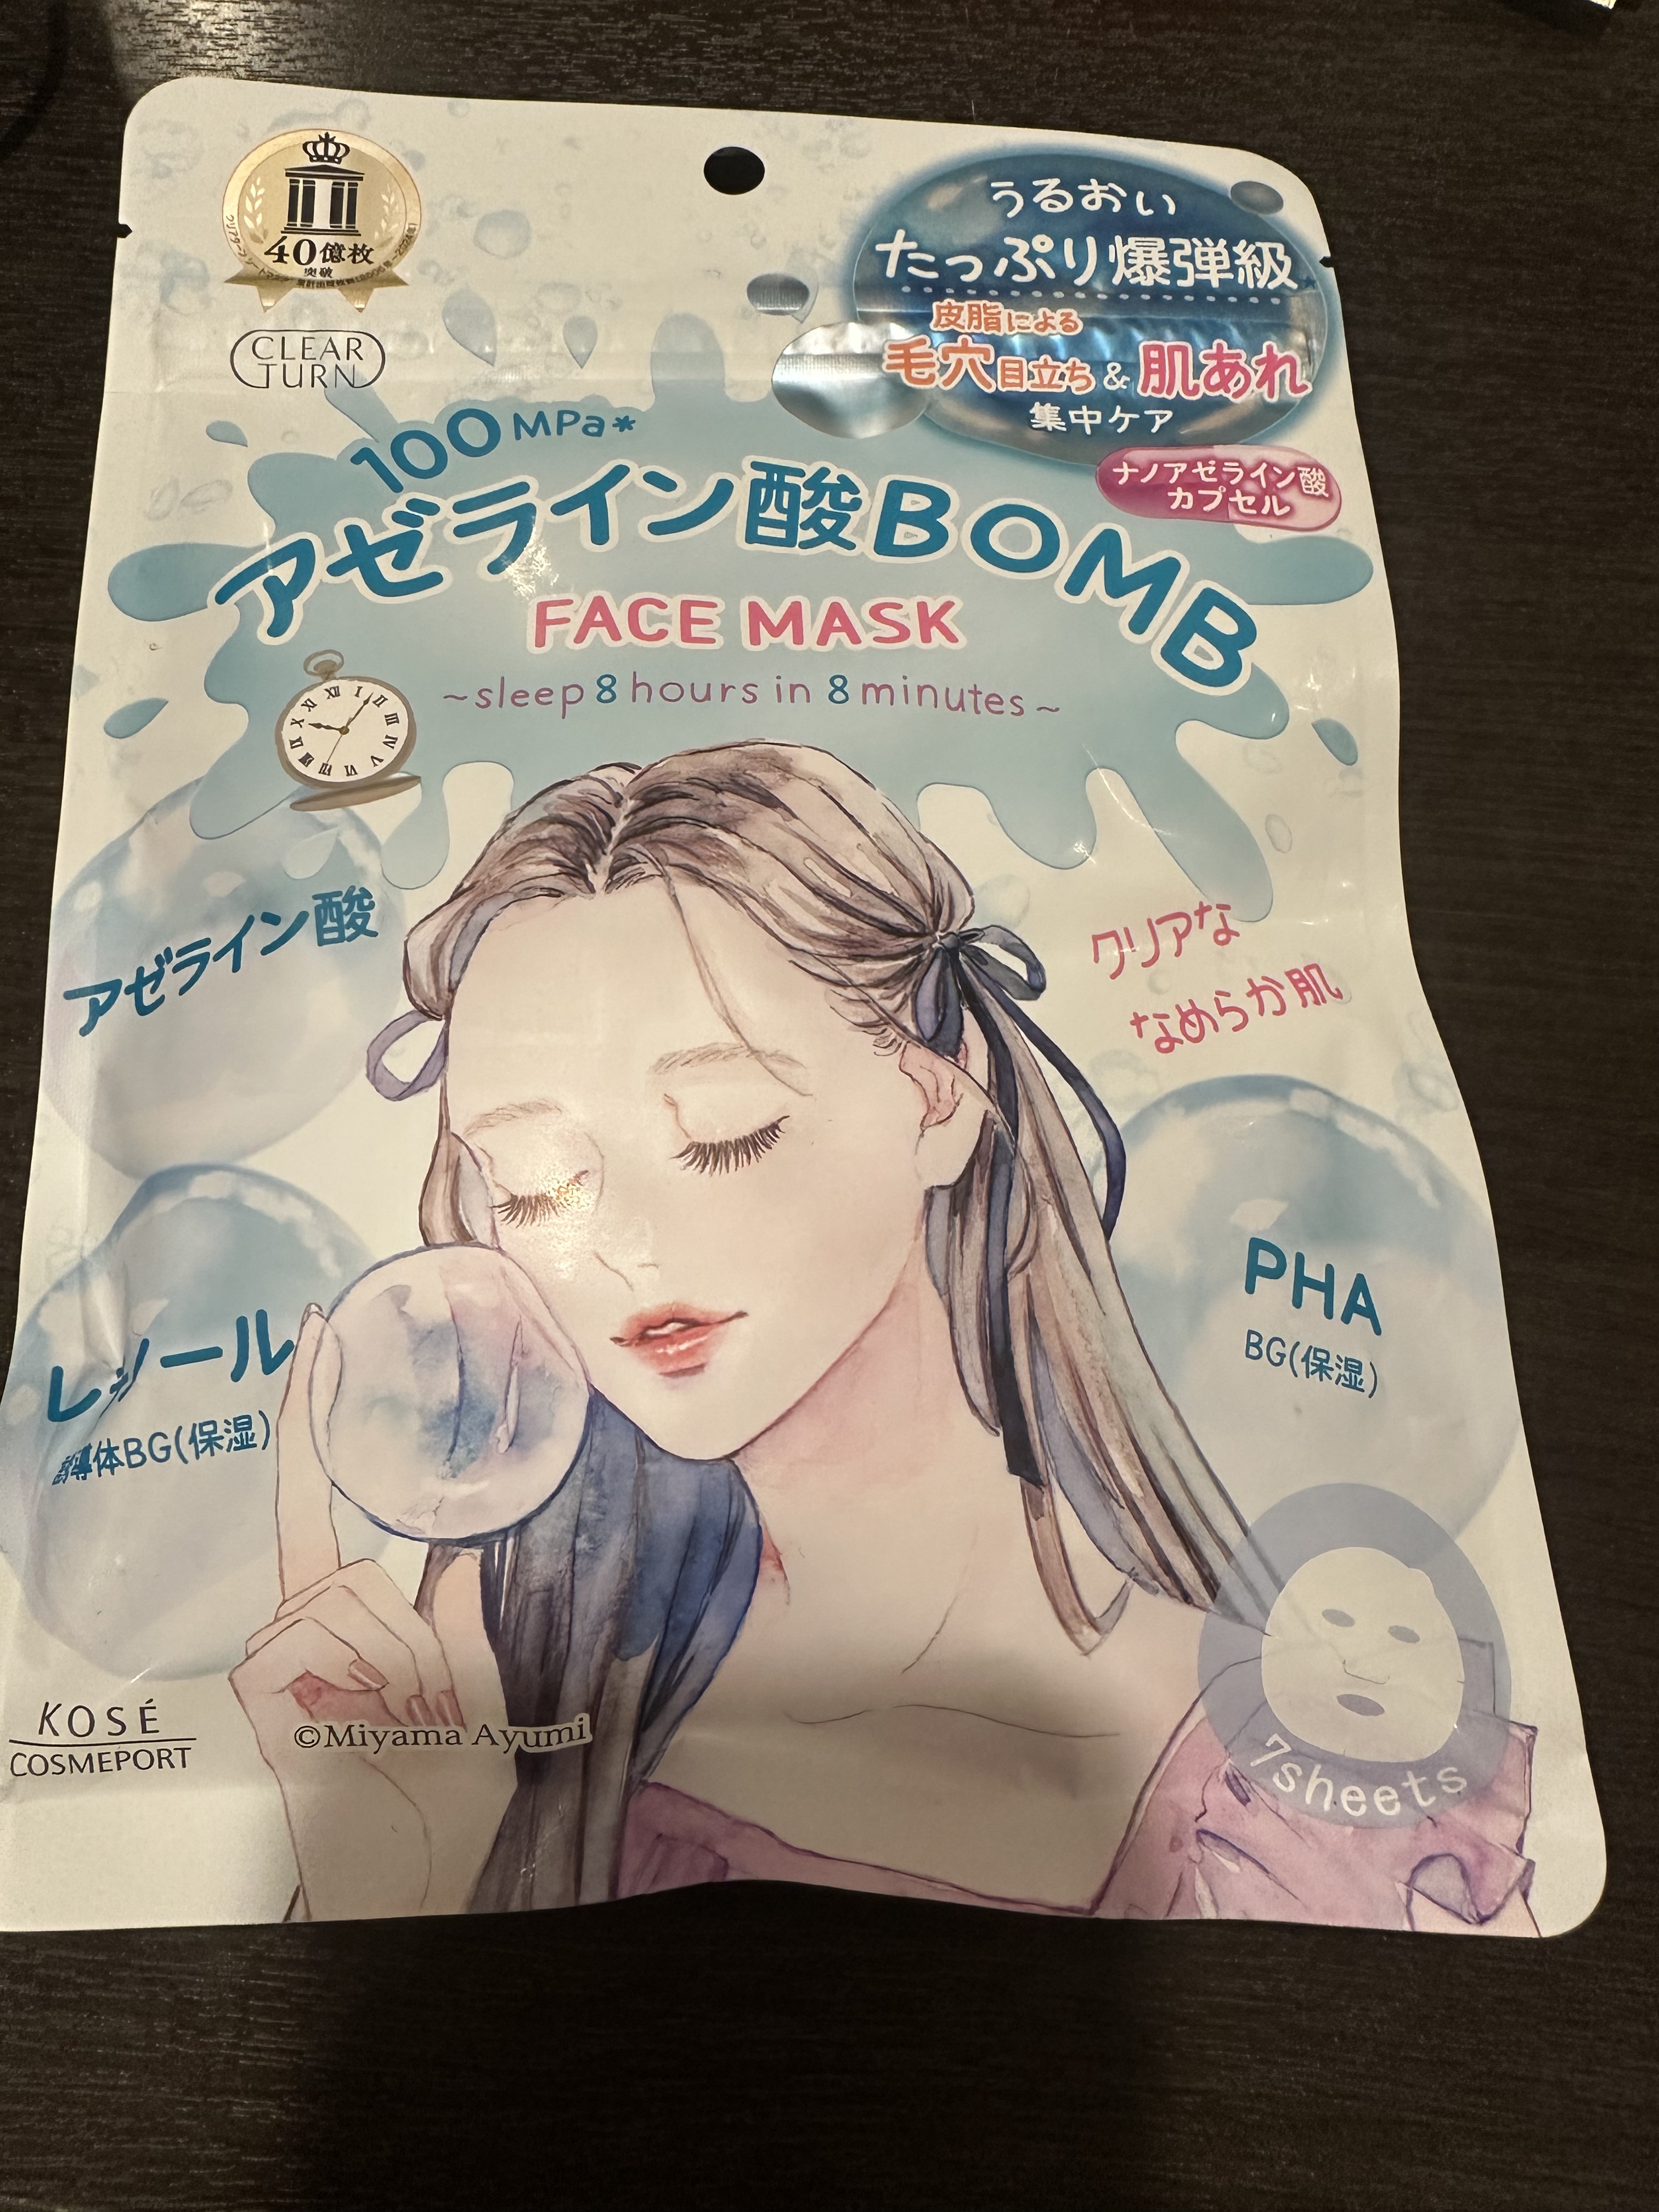 40億枚
突破
CLEAR
TURN
うるおい
たっぷり爆弾級
皮脂による
毛穴目立ち & 肌あれ
集中ケア
ナノアゼライン酸
カプセル
100MPa*
アゼライン酸BOMB
FACE MASK
~sleep 8 hours in 8 minutes~
アゼライン酸
クリアな
なめらか肌
レゾール
誘導体BG(保湿)
PHA
BG(保湿)
KOSÉ
COSMEPORT
©Miyama Ayumi
7sheets